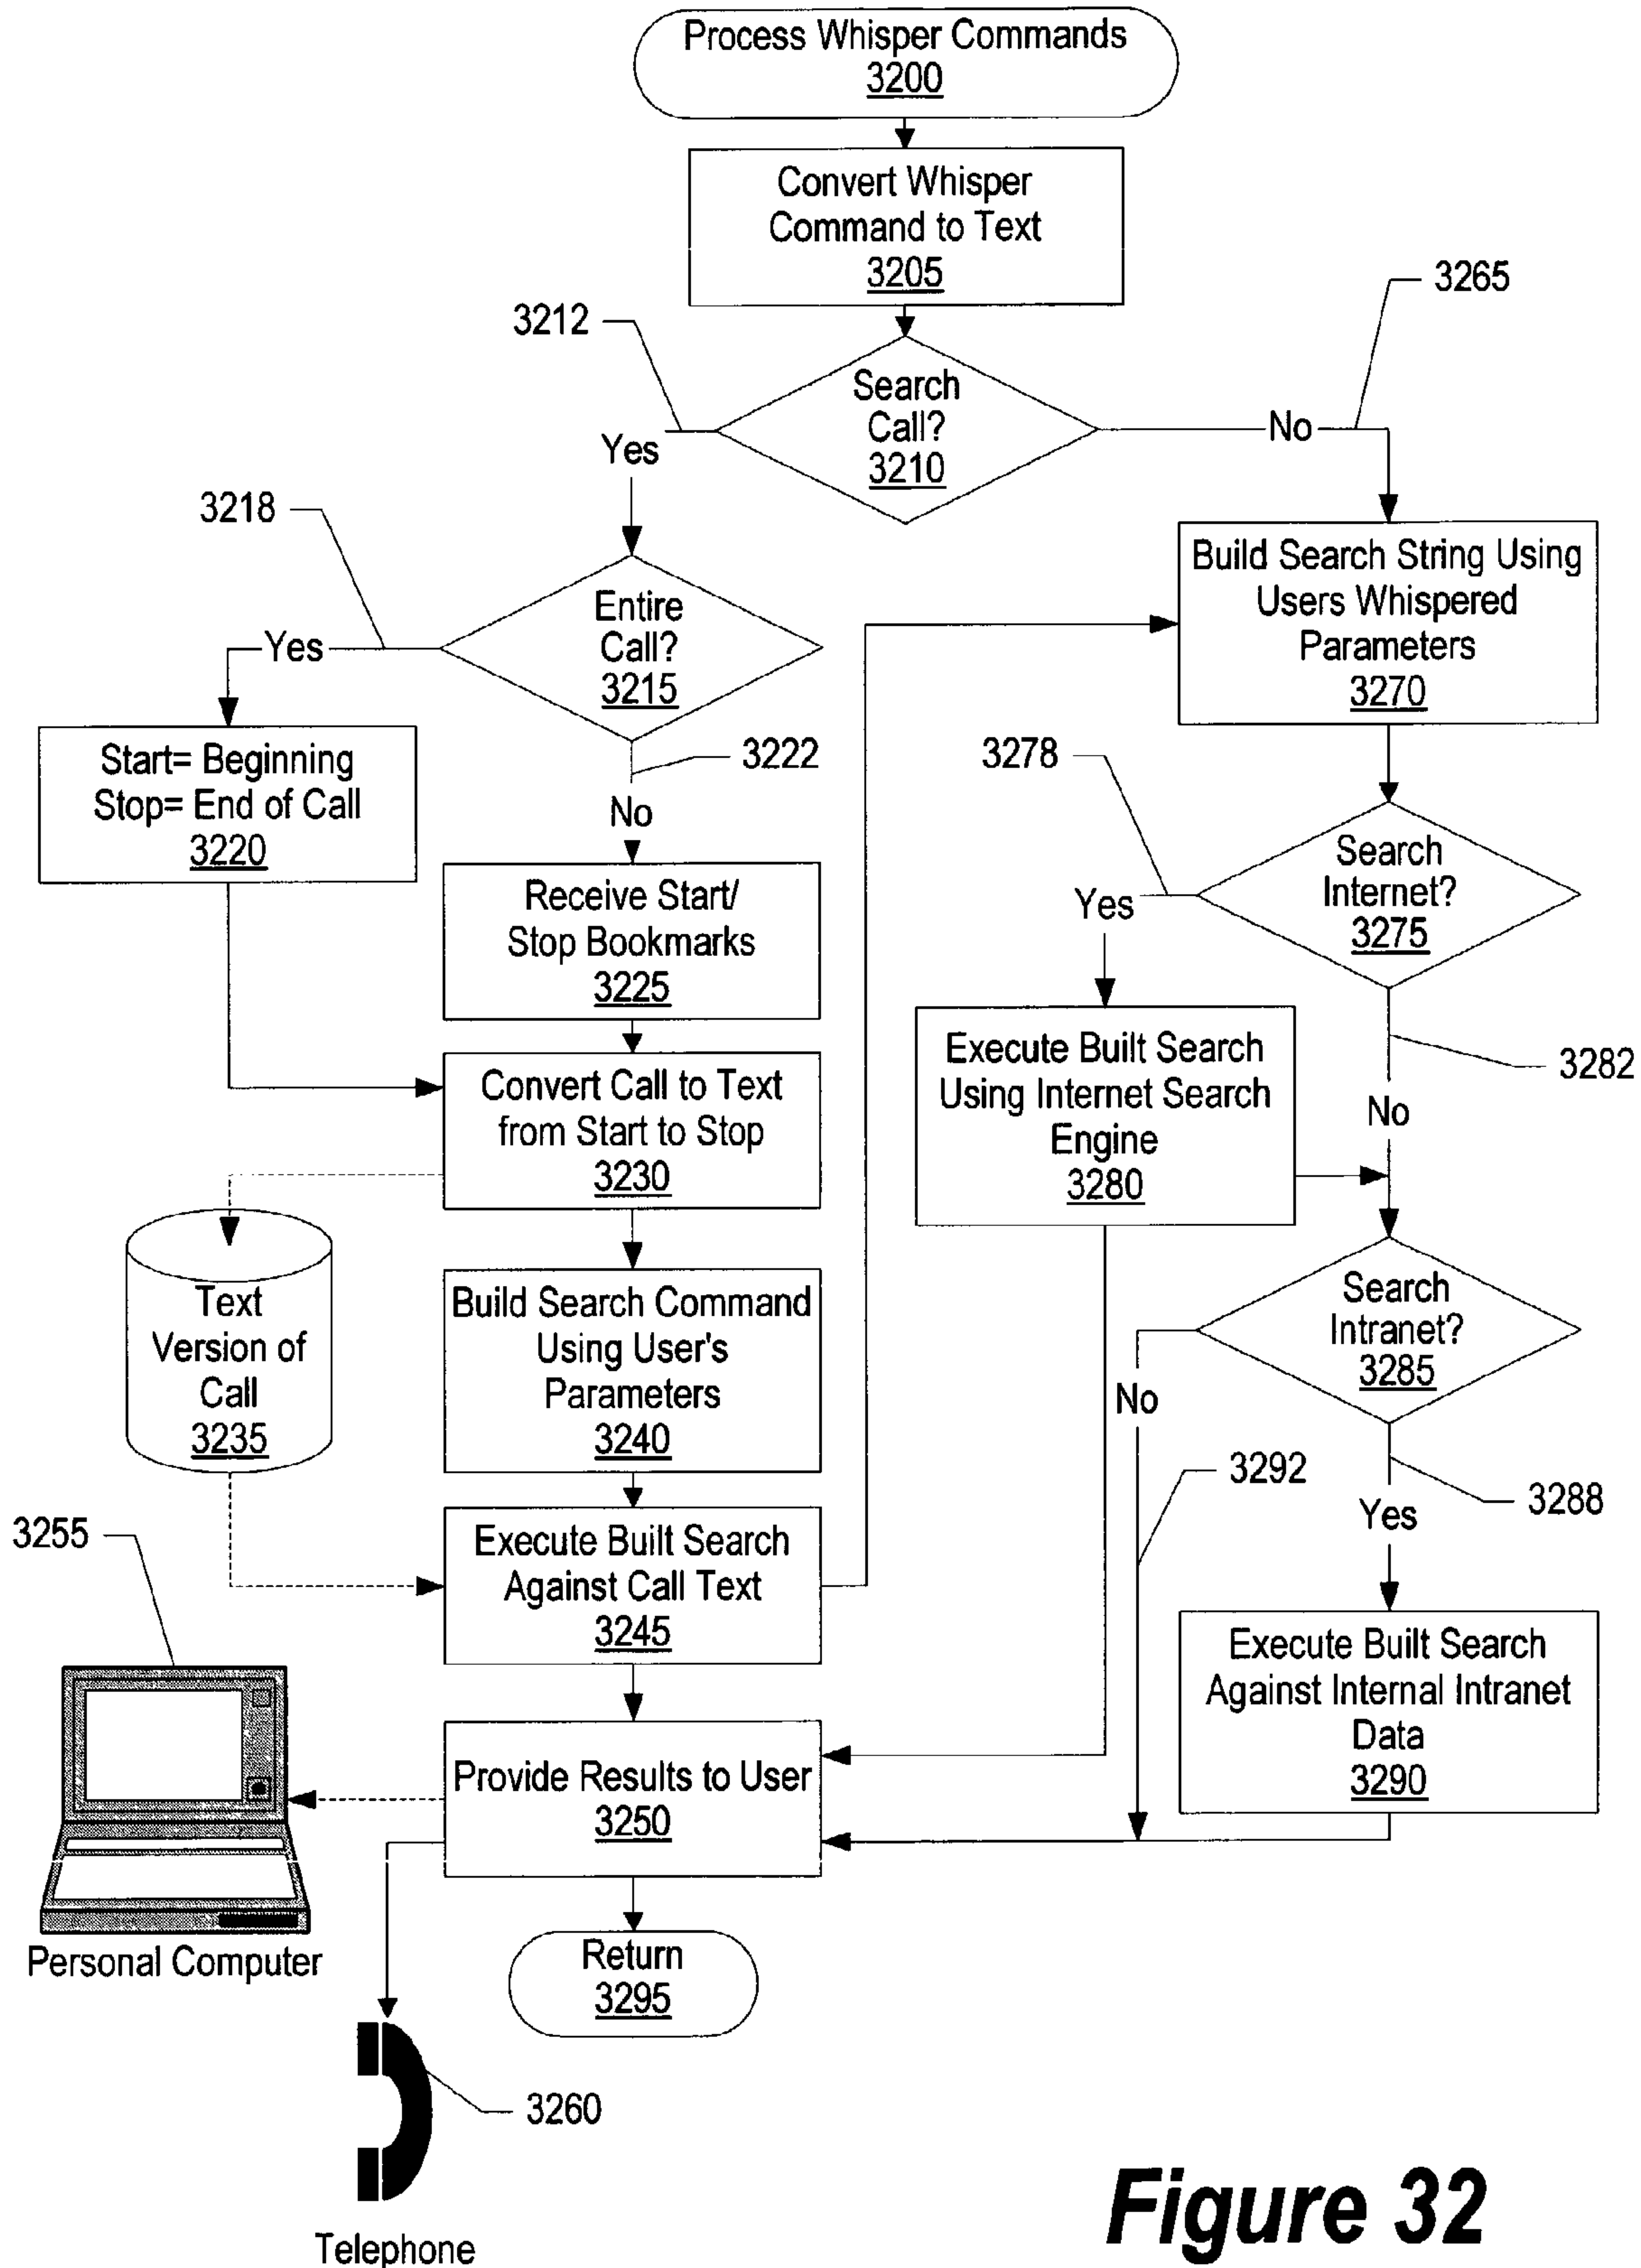 Process Whisper Commands
3200
Convert Whisper
Command to Text
3205
3265
3212
Search
Call?
3210
No
Yes
3218
Entire
Call?
3215
Yes
Build Search String Using
Users Whispered
Parameters
3270
Start= Beginning
Stop= End of Call
3220
3222
No
3278
Search
Internet?
3275
Yes
Receive Start/
Stop Bookmarks
3225
Execute Built Search
Using Internet Search
Engine
3280
3282
No
Convert Call to Text
from Start to Stop
3230
Text
Version of
Call
3235
Build Search Command
Using User's
Parameters
3240
Search
Intranet?
3285
No
3292
3288
Yes
3255
Execute Built Search
Against Call Text
3245
Execute Built Search
Against Internal Intranet
Data
3290
Provide Results to User
3250
Personal Computer
Return
3295
3260
Telephone
Figure 32